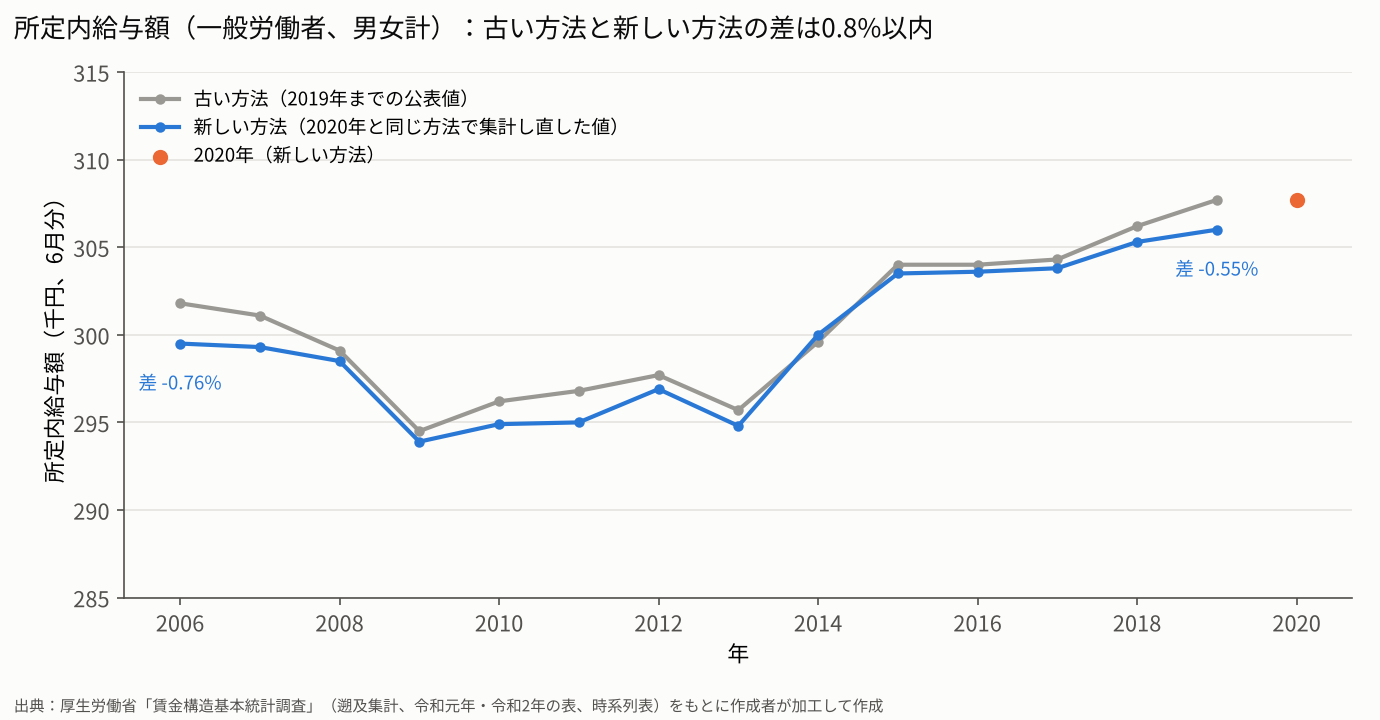 所定内給与額（一般労働者、男女計）：古い方法と新しい方法の差は0.8%以内
315
310
305
300
295
290
285
所定内給与額（千円、6月分）
古い方法（2019年までの公表値）
新しい方法（2020年と同じ方法で集計し直した値）
2020年（新しい方法）
差 -0.76%
差 -0.55%
2006
2008
2010
2012
2014
2016
2018
2020
年
出典：厚生労働省「賃金構造基本統計調査」（遡及集計、令和元年・令和2年の表、時系列表）をもとに作成者が加工して作成